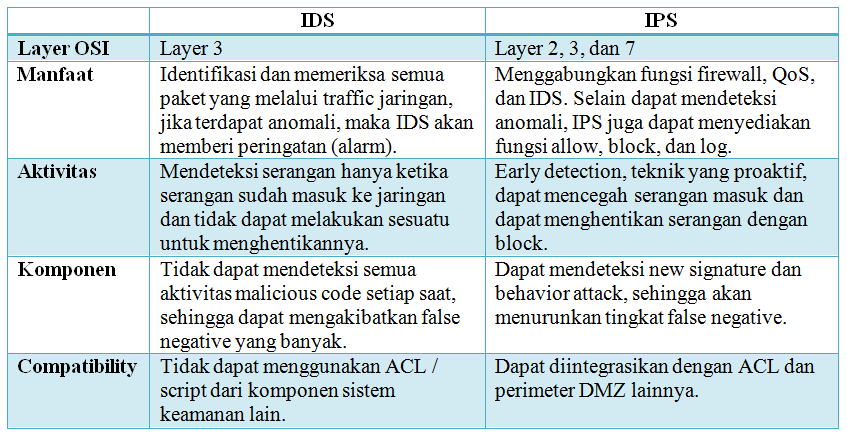 IDS IPS
Layer OSI Layer 3 Layer 2, 3, dan 7
Manfaat Identifikasi dan memeriksa semua
paket yang melalui traffic jaringan,
jika terdapat anomali, maka IDS akan
memberi peringatan (alarm).
Menggabungkan fungsi firewall, QoS,
dan IDS. Selain dapat mendeteksi
anomali, IPS juga dapat menyediakan
fungsi allow, block, dan log.
Aktivitas Mendeteksi serangan hanya ketika
serangan sudah masuk ke jaringan
dan tidak dapat melakukan sesuatu
untuk menghentikannya.
Early detection, teknik yang proaktif,
dapat mencegah serangan masuk dan
dapat menghentikan serangan dengan
block.
Komponen Tidak dapat mendeteksi semua
aktivitas malicious code setiap saat,
sehingga dapat mengakibatkan false
negative yang banyak.
Dapat mendeteksi new signature dan
behavior attack, sehingga akan
menurunkan tingkat false negative.
Compatibility Tidak dapat menggunakan ACL /
script dari komponen sistem
keamanan lain.
Dapat diintegrasikan dengan ACL dan
perimeter DMZ lainnya.